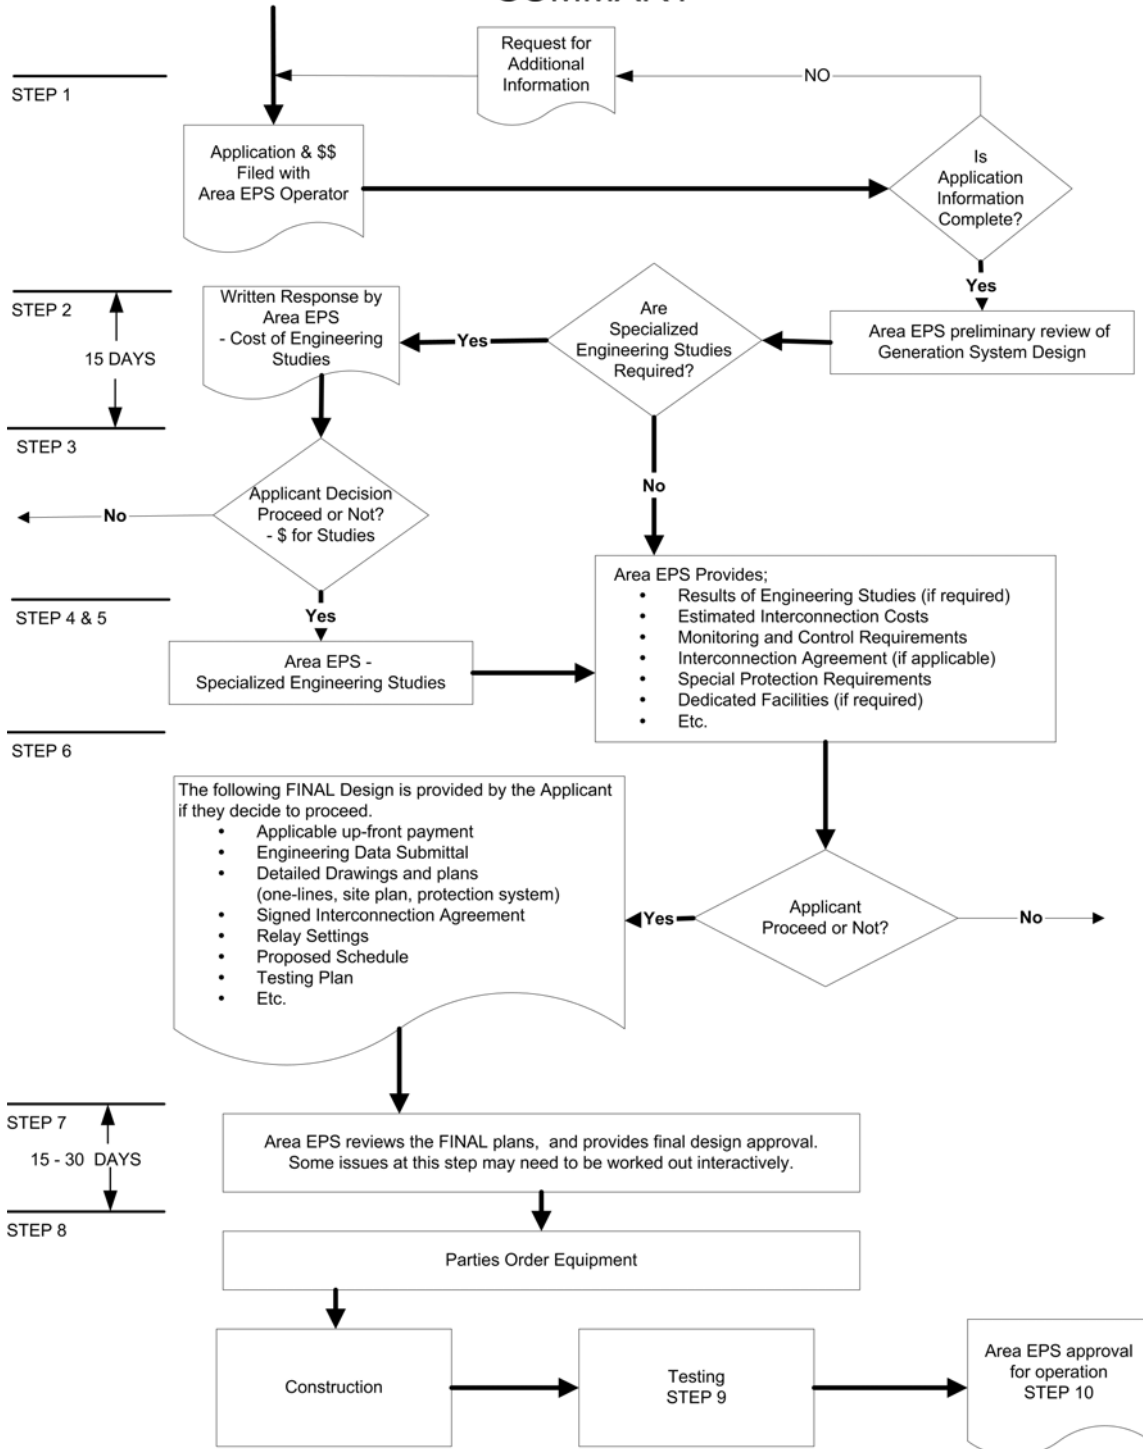 SUMMARY
Request for
Additional
Information
NO
STEP 1
Application & $$
Filed with
Area EPS Operator
Is
Application
Information
Complete?
Yes
STEP 2
15 DAYS
Written Response by
Area EPS
- Cost of Engineering
Studies
Yes
Are
Specialized
Engineering Studies
Required?
Area EPS preliminary review of
Generation System Design
STEP 3
No
Applicant Decision
Proceed or Not?
- $ for Studies
No
Yes
STEP 4 & 5
Area EPS -
Specialized Engineering Studies
Area EPS Provides;
• Results of Engineering Studies (if required)
• Estimated Interconnection Costs
• Monitoring and Control Requirements
• Interconnection Agreement (if applicable)
• Special Protection Requirements
• Dedicated Facilities (if required)
• Etc.
STEP 6
The following FINAL Design is provided by the Applicant
if they decide to proceed.
• Applicable up-front payment
• Engineering Data Submittal
• Detailed Drawings and plans
(one-lines, site plan, protection system)
• Signed Interconnection Agreement
• Relay Settings
• Proposed Schedule
• Testing Plan
• Etc.
Yes
Applicant
Proceed or Not?
No
STEP 7
15 - 30 DAYS
Area EPS reviews the FINAL plans, and provides final design approval.
Some issues at this step may need to be worked out interactively.
STEP 8
Parties Order Equipment
Construction
Testing
STEP 9
Area EPS approval
for operation
STEP 10